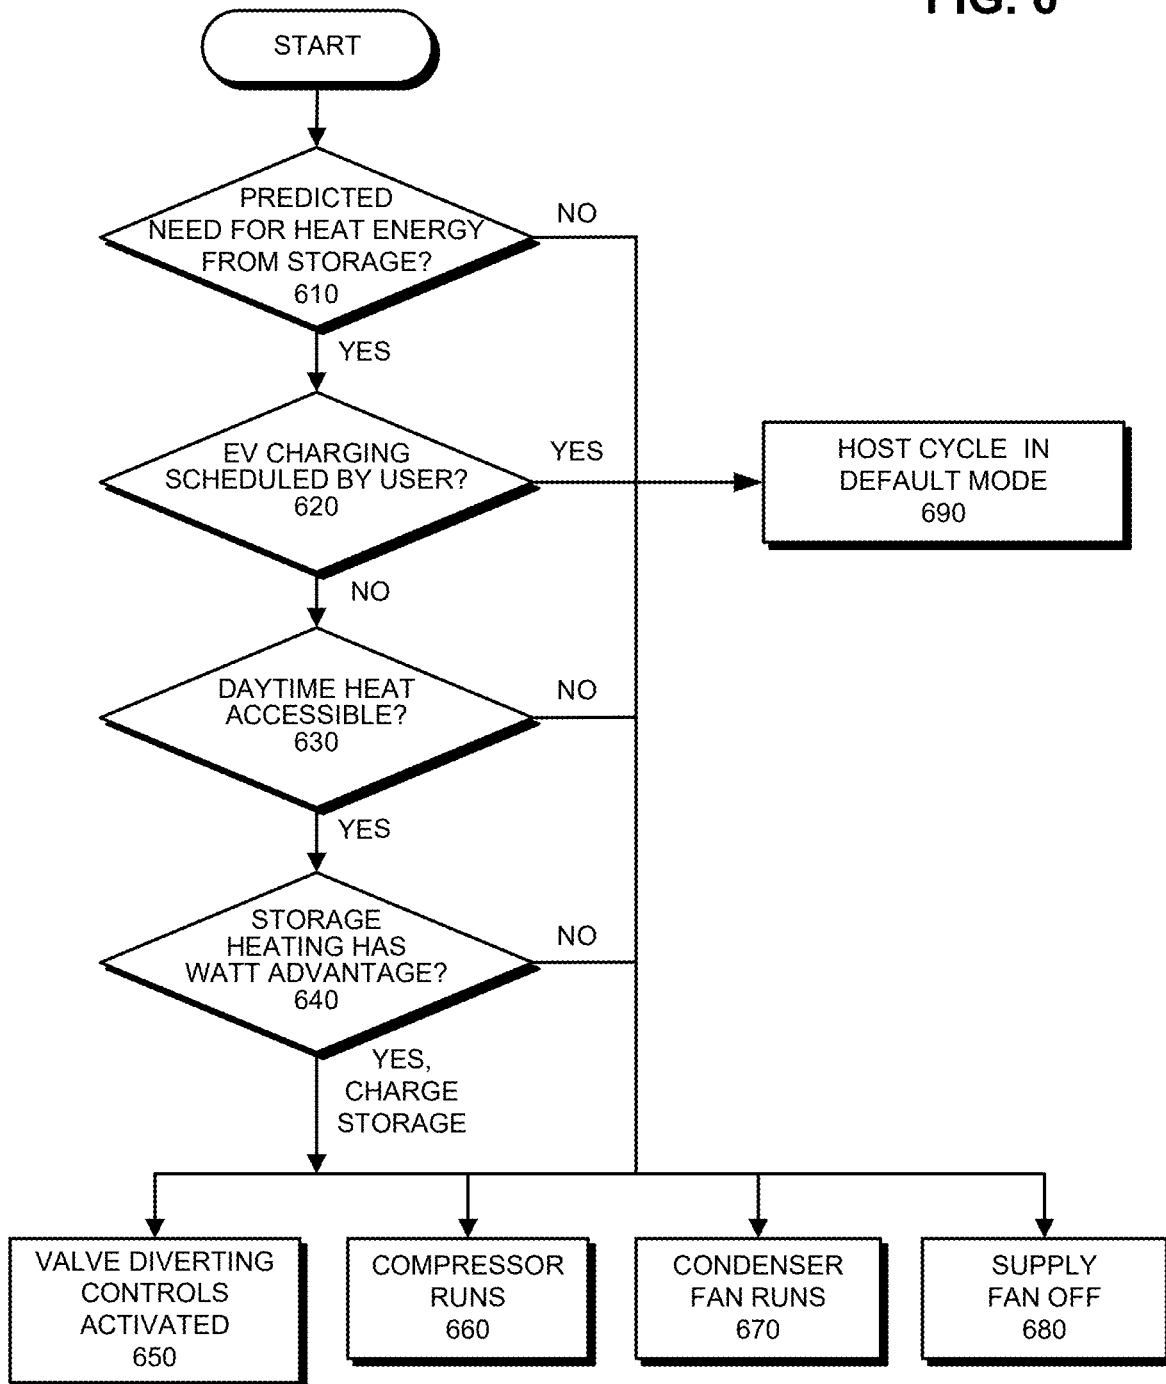 START
PREDICTED
NEED FOR HEAT ENERGY
FROM STORAGE?
610
NO
YES
EV CHARGING
SCHEDULED BY USER?
620
YES
HOST CYCLE IN
DEFAULT MODE
690
NO
DAYTIME HEAT
ACCESSIBLE?
630
NO
YES
STORAGE
HEATING HAS
WATT ADVANTAGE?
640
NO
YES,
CHARGE
STORAGE
VALVE DIVERTING
CONTROLS
ACTIVATED
650
COMPRESSOR
RUNS
660
CONDENSER
FAN RUNS
670
SUPPLY
FAN OFF
680